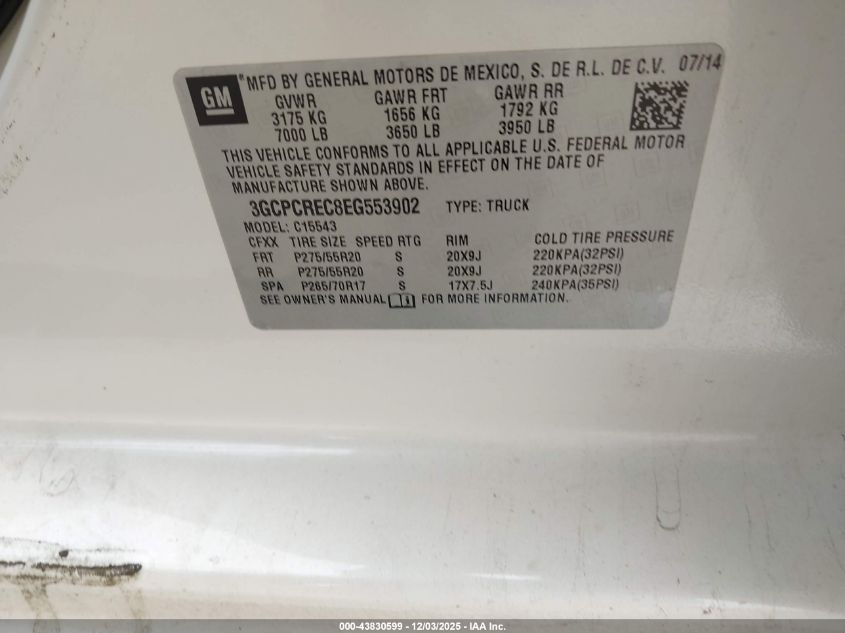 GM
® MFD BY GENERAL MOTORS DE MEXICO, S. DE R.L. DE C.V. 07/14
GVWR GAWR FRT GAWR RR
3175 KG 1656 KG 1792 KG
7000 LB 3650 LB 3950 LB
THIS VEHICLE CONFORMS TO ALL APPLICABLE U.S. FEDERAL MOTOR
VEHICLE SAFETY STANDARDS IN EFFECT ON THE DATE OF
MANUFACTURE SHOWN ABOVE.
3GCPCREC8EG553902 TYPE: TRUCK
MODEL: C15543
CFXX TIRE SIZE SPEED RTG RIM COLD TIRE PRESSURE
FRT P275/55R20 S 20X9J 220KPA(32PSI)
RR P275/55R20 S 20X9J 220KPA(32PSI)
SPA P265/70R17 S 17X7.5J 240KPA(35PSI)
SEE OWNER'S MANUAL FOR MORE INFORMATION.
000-43830599 - 12/03/2025 - IAA Inc.